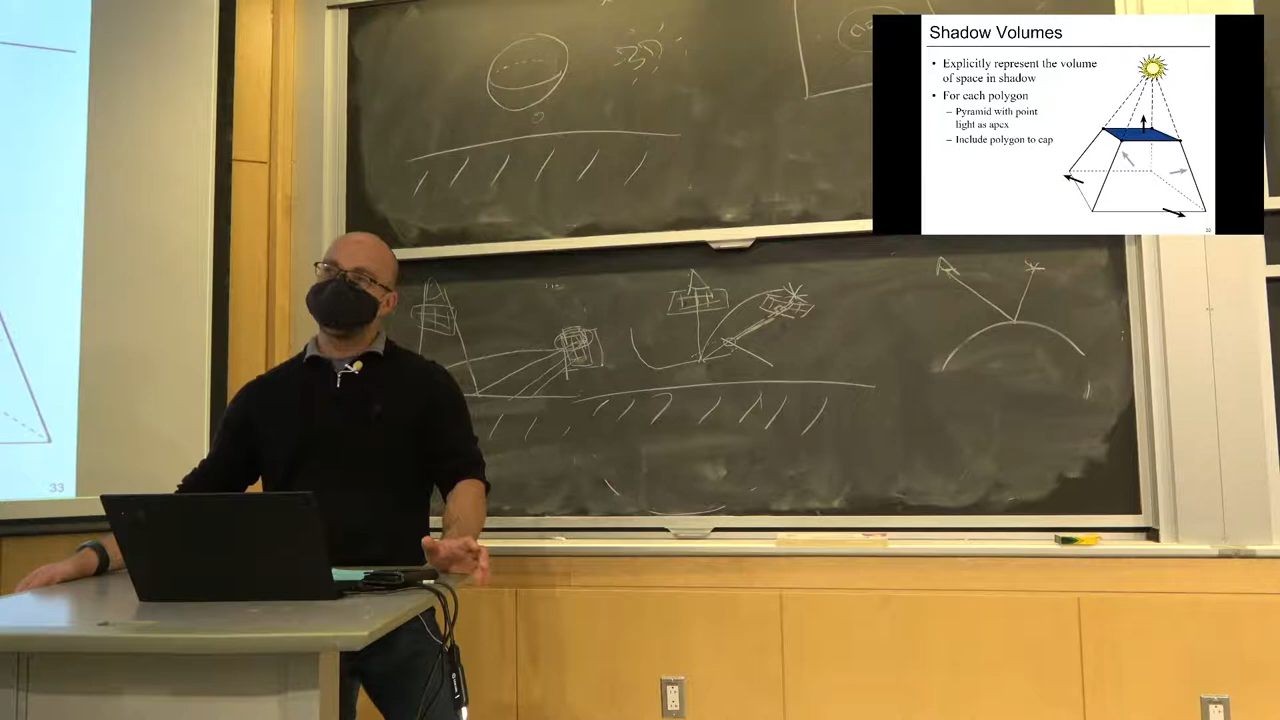 Shadow Volumes
• Explicitly represent the volume
of space in shadow
• For each polygon
– Pyramid with point
light as apex
– Include polygon to cap
33